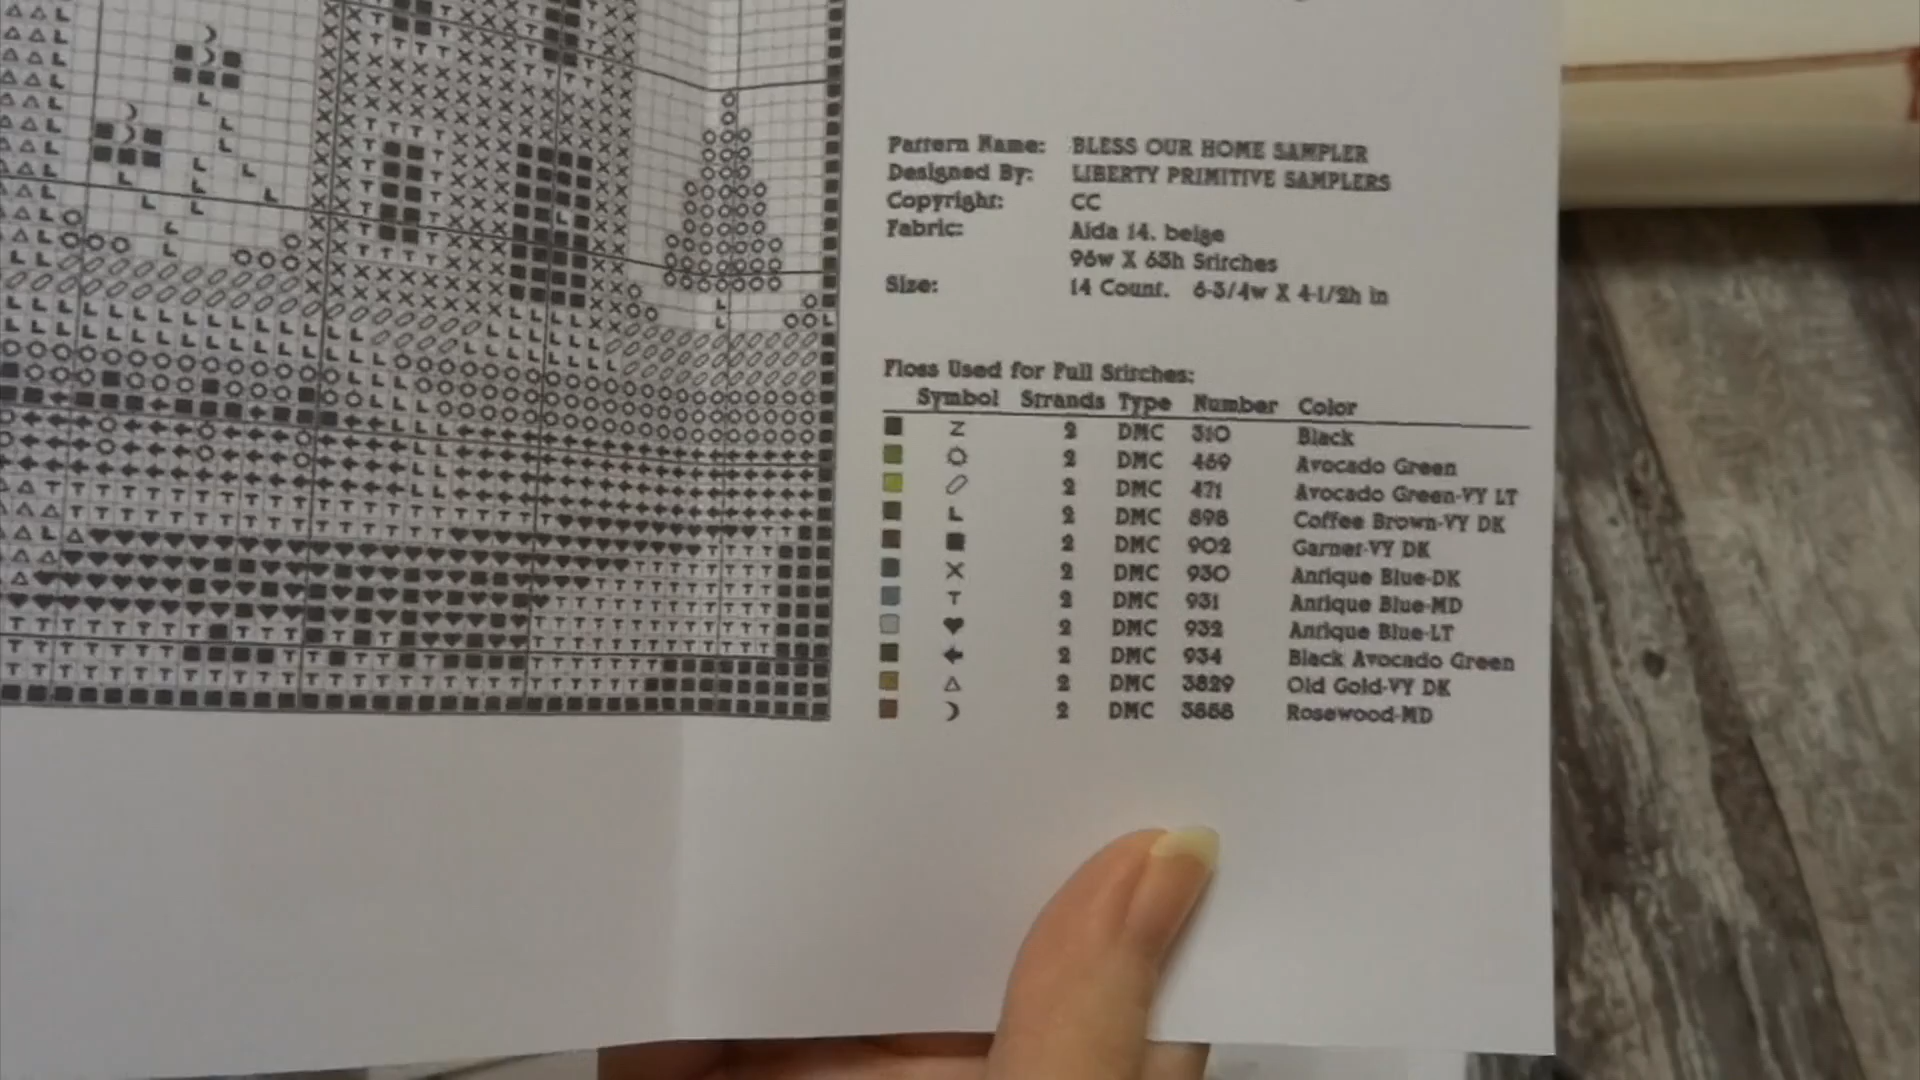 Pattern Name: BLESS OUR HOME SAMPLER
Designed By: LIBERTY PRIMITIVE SAMPLERS
Copyright: CC
Fabric: Aida 14, beige
96w X 63h Stitches
Size: 14 Count, 6-3/4w X 4-1/2h in
Floss Used for Full Stitches:
Symbol Strands Type Number Color
Z 2 DMC 310 Black
2 DMC 469 Avocado Green
2 DMC 471 Avocado Green-VY LT
L 2 DMC 898 Coffee Brown-VY DK
2 DMC 902 Garnet-VY DK
X 2 DMC 930 Antique Blue-DK
T 2 DMC 931 Antique Blue-MD
♥ 2 DMC 932 Antique Blue-LT
← 2 DMC 934 Black Avocado Green
△ 2 DMC 3829 Old Gold-VY DK
) 2 DMC 3858 Rosewood-MD